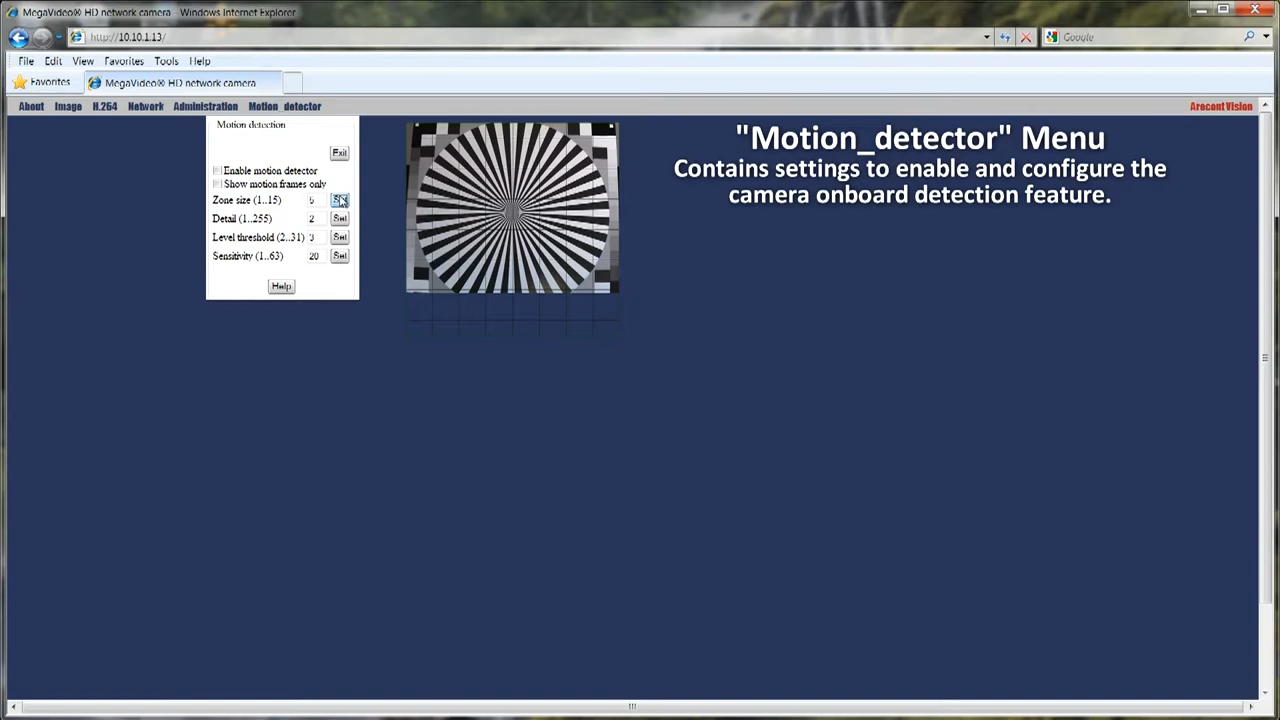 MegaVideo® HD network camera - Windows Internet Explorer
http://10.10.1.13/
Google
File Edit View Favorites Tools Help
Favorites MegaVideo® HD network camera
About Image H.264 Network Administration Motion_detector Arecont Vision
Motion detection
Exit
Enable motion detector
Show motion frames only
Zone size (1..15) 5
Detail (1..255) 2 Set
Level threshold (2..31) 3 Set
Sensitivity (1..63) 20 Set
Help
"Motion_detector" Menu
Contains settings to enable and configure the
camera onboard detection feature.